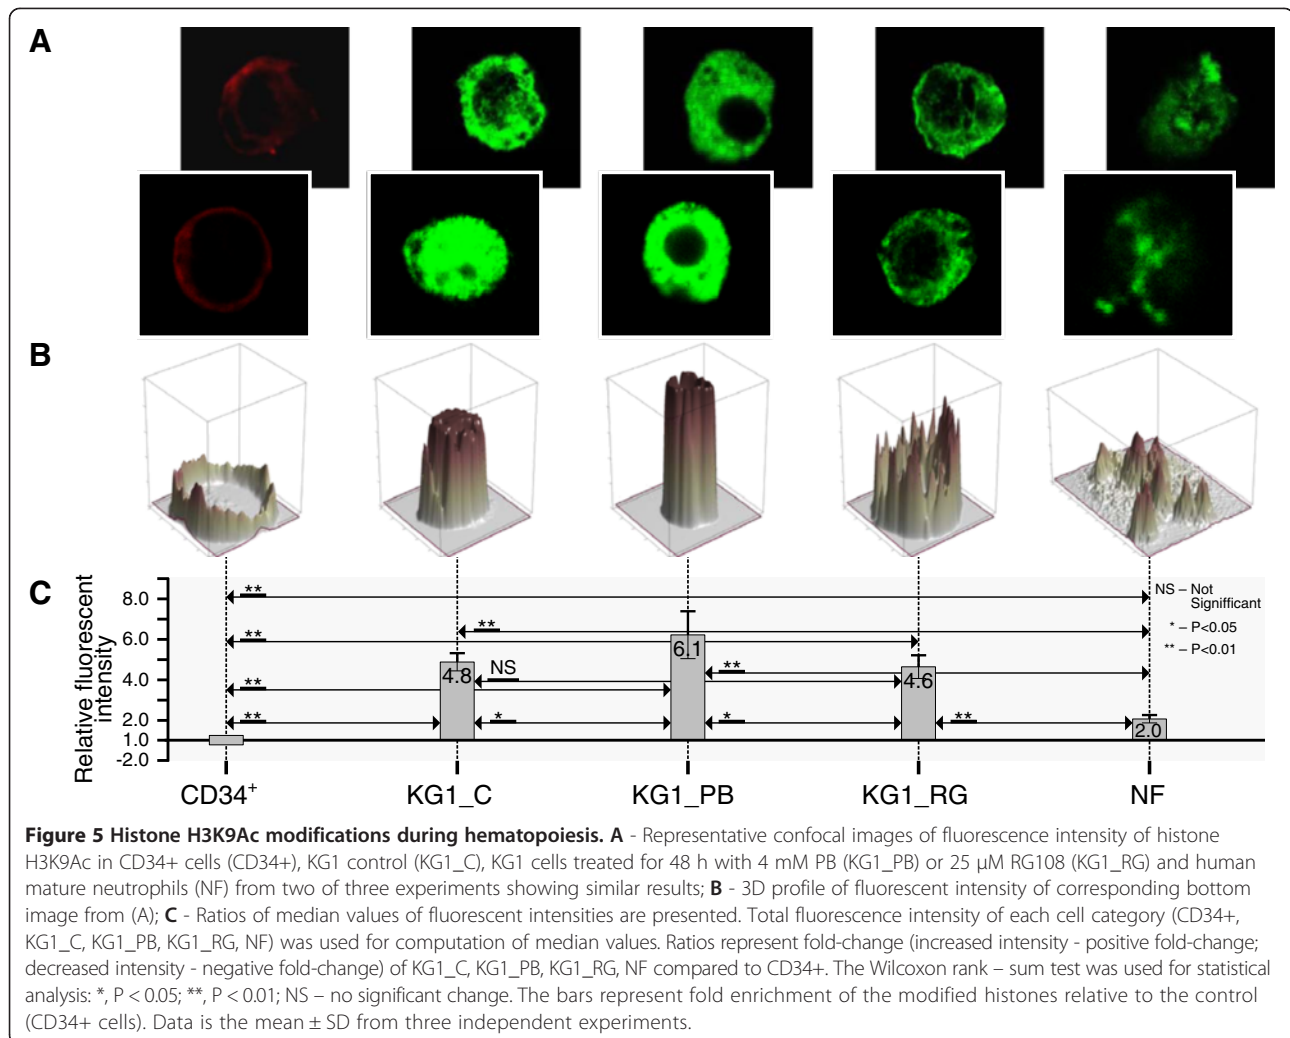 A
B
C
Relative fluorescent
intensity
8.0
6.0
4.0
2.0
1.0
-2.0
**
**
**
**
**
NS
*
4.8
6.1
**
*
4.6
**
2.0
NS – Not
Signifficant
* – P<0.05
** – P<0.01
CD34+
KG1_C
KG1_PB
KG1_RG
NF
Figure 5 Histone H3K9Ac modifications during hematopoiesis. A - Representative confocal images of fluorescence intensity of histone
H3K9Ac in CD34+ cells (CD34+), KG1 control (KG1_C), KG1 cells treated for 48 h with 4 mM PB (KG1_PB) or 25 μM RG108 (KG1_RG) and human
mature neutrophils (NF) from two of three experiments showing similar results; B - 3D profile of fluorescent intensity of corresponding bottom
image from (A); C - Ratios of median values of fluorescent intensities are presented. Total fluorescence intensity of each cell category (CD34+,
KG1_C, KG1_PB, KG1_RG, NF) was used for computation of median values. Ratios represent fold-change (increased intensity - positive fold-change;
decreased intensity - negative fold-change) of KG1_C, KG1_PB, KG1_RG, NF compared to CD34+. The Wilcoxon rank – sum test was used for statistical
analysis: *, P < 0.05; **, P < 0.01; NS – no significant change. The bars represent fold enrichment of the modified histones relative to the control
(CD34+ cells). Data is the mean ± SD from three independent experiments.